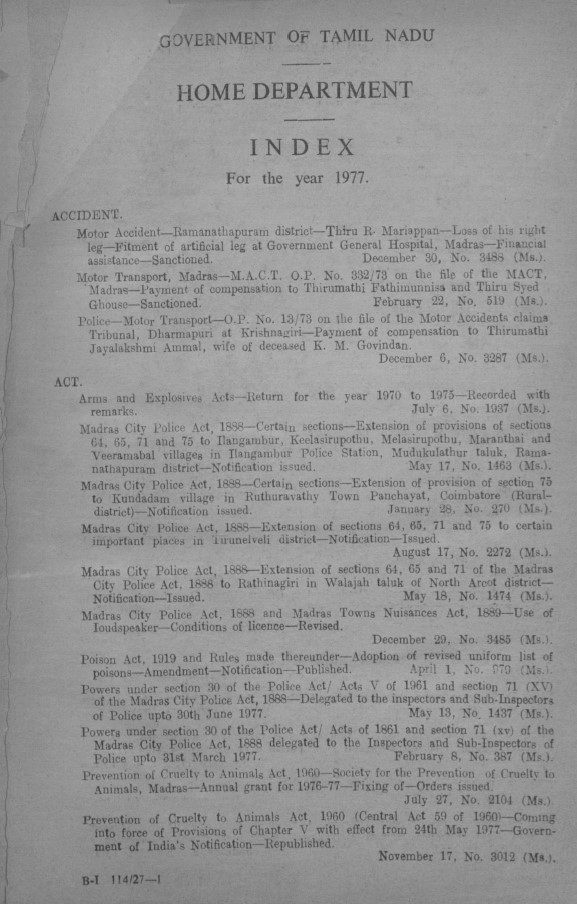 GOVERNMENT OF TAMIL NADU
HOME DEPARTMENT
INDEX
For the year 1977.
ACCIDENT.
Motor Accident—Ramanathapuram district—Thiru R. Mariappan—Loss of his right
leg—Fitment of artificial leg at Government General Hospital, Madras—Financial
assistance—Sanctioned. December 30, No. 3488 (Ms.).
Motor Transport, Madras—M.A.C.T. O.P. No. 332/73 on the file of the MACT,
Madras—Payment of compensation to Thirumathi Fathimunnisa and Thiru Syed
Ghouse—Sanctioned. February 22, No. 519 (Ms.).
Police—Motor Transport—O.P. No. 13/73 on the file of the Motor Accidents claims
Tribunal, Dharmapuri at Krishnagiri—Payment of compensation to Thirumathi
Jayalakshmi Ammal, wife of deceased K. M. Govindan.
December 6, No. 3287 (Ms.).
ACT.
Arms and Explosives Acts—Return for the year 1970 to 1975—Recorded with
remarks. July 6, No. 1937 (Ms.).
Madras City Police Act, 1888—Certain sections—Extension of provisions of sections
64, 65, 71 and 75 to Ilangambur, Keelasirupothu, Melasirupothu, Maranthai and
Veeramabal villages in Ilangambur Police Station, Mudukulathur taluk, Rama-
nathapuram district—Notification issued. May 17, No. 1463 (Ms.).
Madras City Police Act, 1888—Certain sections—Extension of provision of section 75
to Kundadam village in Ruthuravathy Town Panchayat, Coimbatore (Rural-
district)—Notification issued. January 28, No. 270 (Ms.).
Madras City Police Act, 1888—Extension of sections 64, 65, 71 and 75 to certain
important places in Tirunelveli district—Notification—Issued.
August 17, No. 2272 (Ms.).
Madras City Police Act, 1888—Extension of sections 64, 65 and 71 of the Madras
City Police Act, 1888 to Rathinagiri in Walajah taluk of North Arcot district—
Notification—Issued. May 18, No. 1474 (Ms.).
Madras City Police Act, 1888 and Madras Towns Nuisances Act, 1889—Use of
loudspeaker—Conditions of licence—Revised.
December 29, No. 3485 (Ms.).
Poison Act, 1919 and Rules made thereunder—Adoption of revised uniform list of
poisons—Amendment—Notification—Published. April 1, No. 970 (Ms.).
Powers under section 30 of the Police Act/ Acts V of 1961 and section 71 (XV)
of the Madras City Police Act, 1888—Delegated to the inspectors and Sub-Inspectors
of Police upto 30th June 1977. May 13, No. 1437 (Ms.).
Powers under section 30 of the Police Act/ Acts of 1861 and section 71 (xv) of the
Madras City Police Act, 1888 delegated to the Inspectors and Sub-Inspectors of
Police upto 31st March 1977. February 8, No. 387 (Ms.).
Prevention of Cruelty to Animals Act, 1960—Society for the Prevention of Cruelty to
Animals, Madras—Annual grant for 1976-77—Fixing of—Orders issued.
July 27, No. 2104 (Ms.).
Prevention of Cruelty to Animals Act, 1960 (Central Act 59 of 1960)—Coming
into force of Provisions of Chapter V with effect from 24th May 1977—Govern-
ment of India's Notification—Republished.
November 17, No. 3012 (Ms.).
B-I 114/27—1